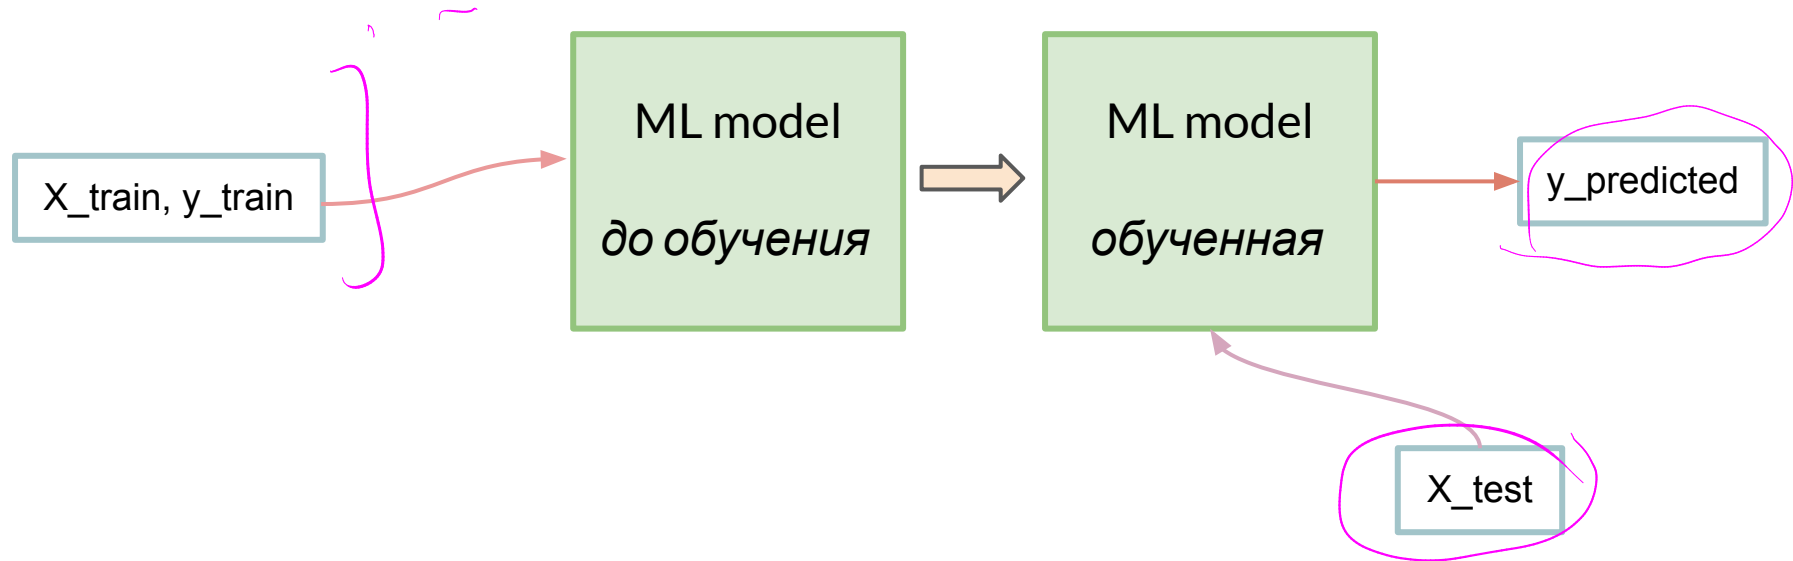 X_train, y_train
ML model
до обучения
ML model
обученная
y_predicted
X_test